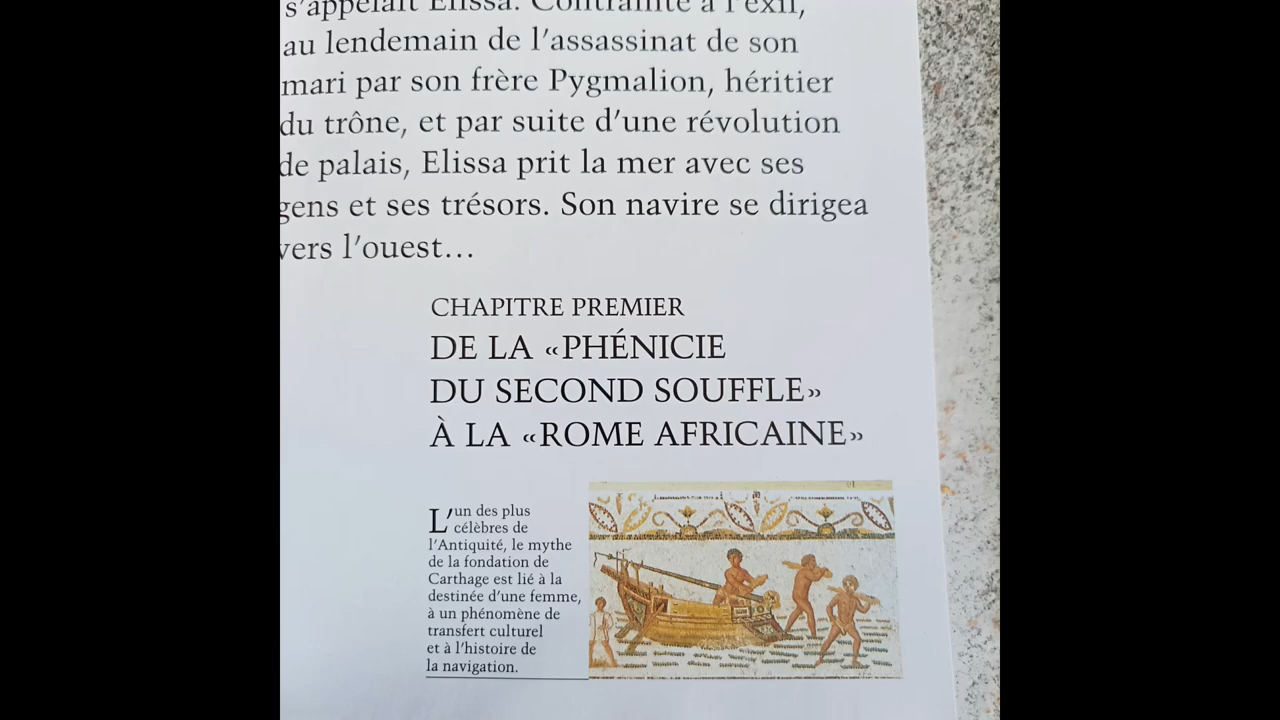 s'appelait Elissa. Contrainte à l'exil,
au lendemain de l'assassinat de son
mari par son frère Pygmalion, héritier
du trône, et par suite d'une révolution
de palais, Elissa prit la mer avec ses
gens et ses trésors. Son navire se dirigea
vers l'ouest…
CHAPITRE PREMIER
DE LA «PHÉNICIE
DU SECOND SOUFFLE»
À LA «ROME AFRICAINE»
L'un des plus
célèbres de
l'Antiquité, le mythe
de la fondation de
Carthage est lié à la
destinée d'une femme,
à un phénomène de
transfert culturel
et à l'histoire de
la navigation.